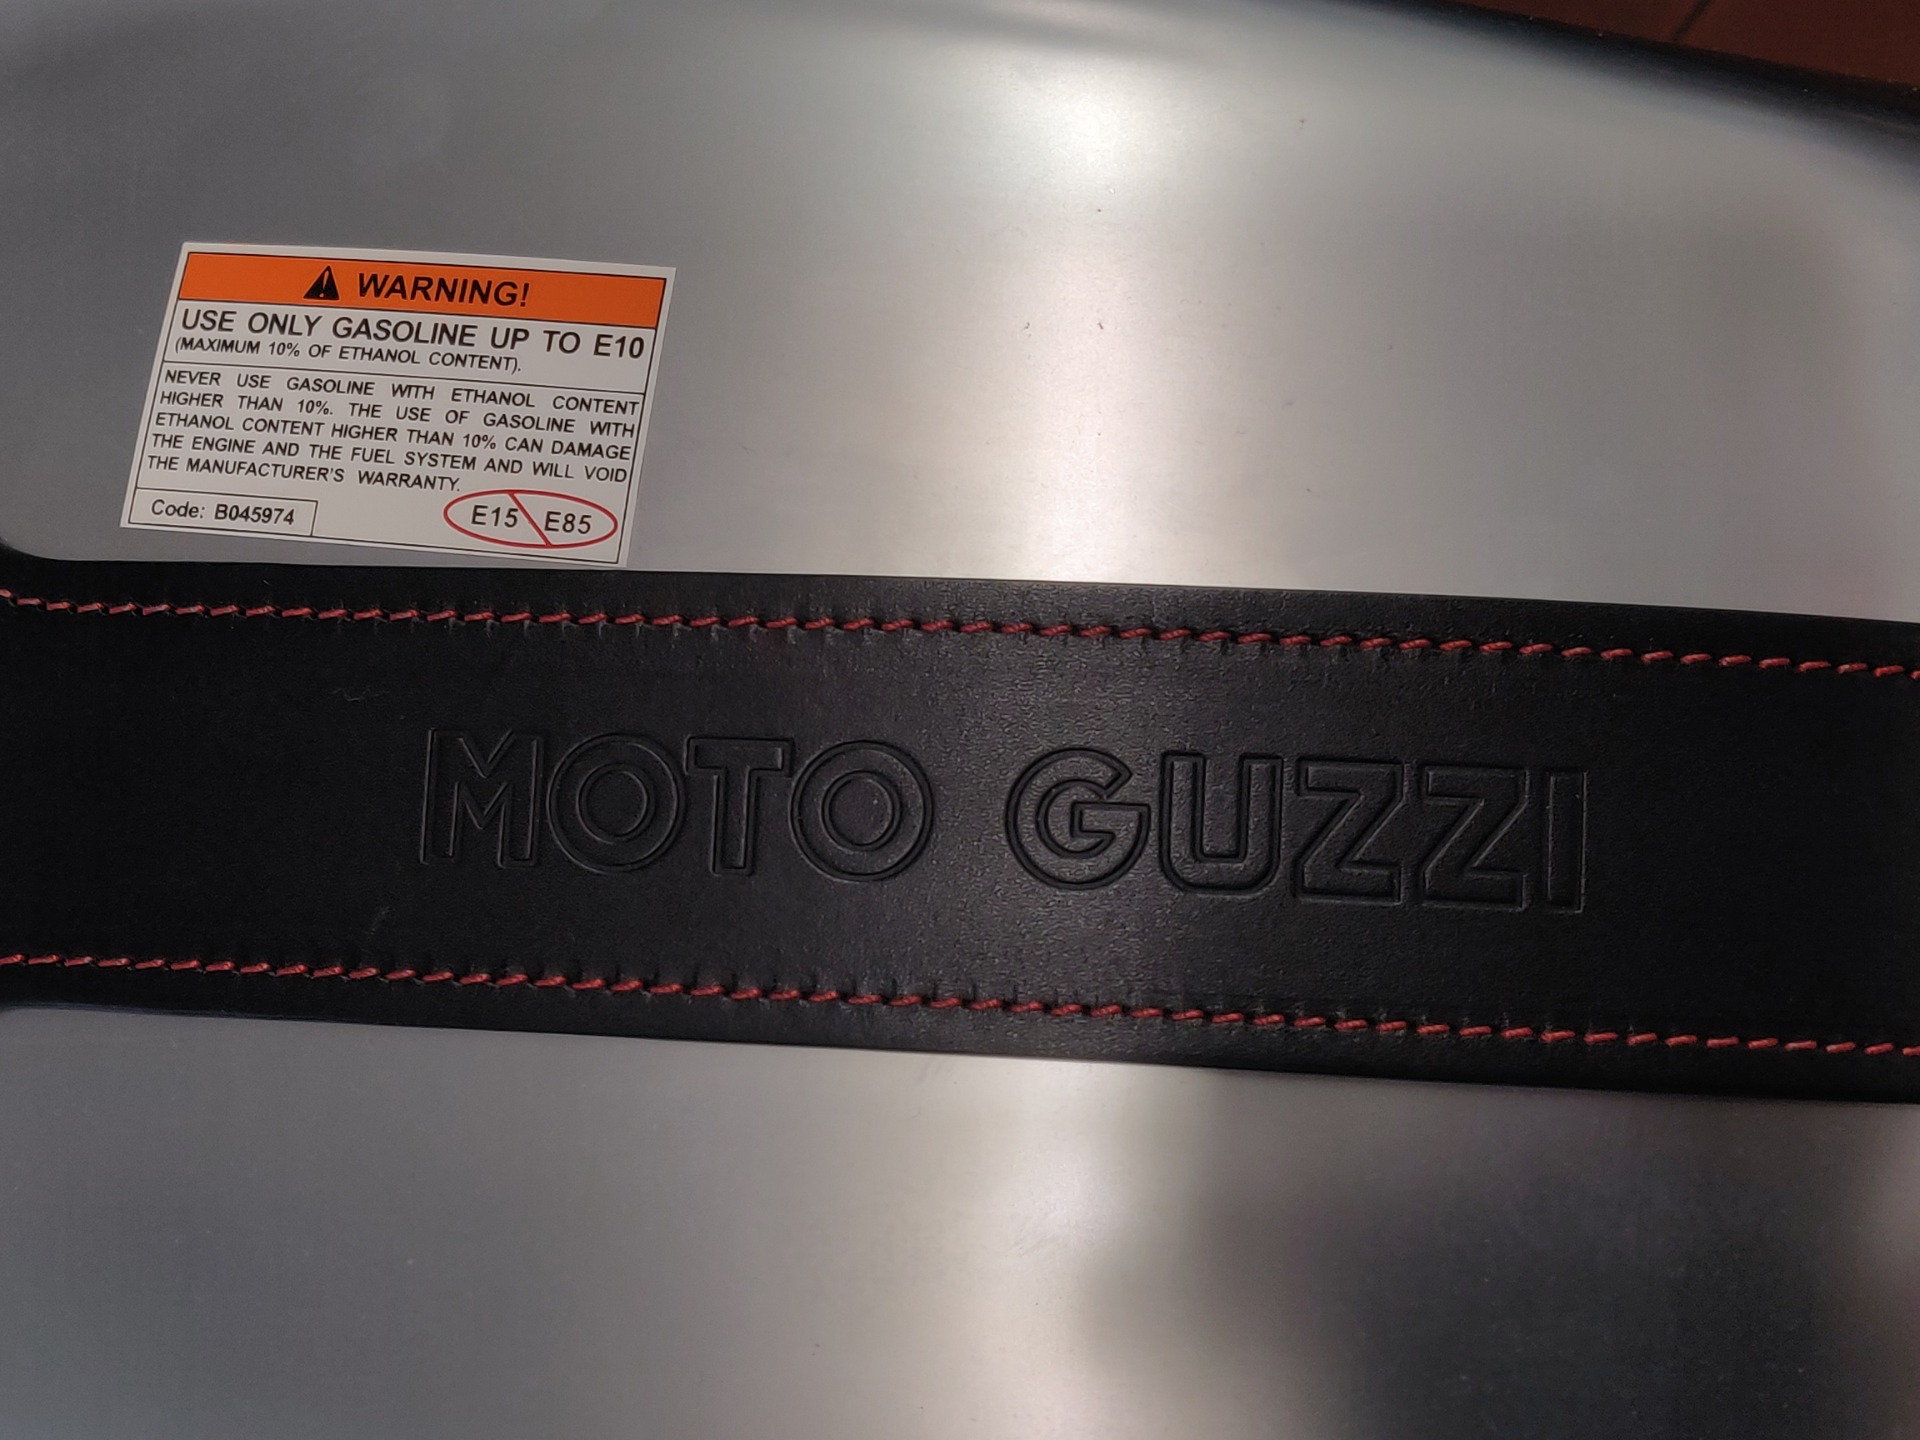 WARNING!
USE ONLY GASOLINE UP TO E10
(MAXIMUM 10% OF ETHANOL CONTENT).
NEVER USE GASOLINE WITH ETHANOL CONTENT
HIGHER THAN 10%. THE USE OF GASOLINE WITH
ETHANOL CONTENT HIGHER THAN 10% CAN DAMAGE
THE ENGINE AND THE FUEL SYSTEM AND WILL VOID
THE MANUFACTURER'S WARRANTY.
Code: B045974
E15 E85
MOTO GUZZI